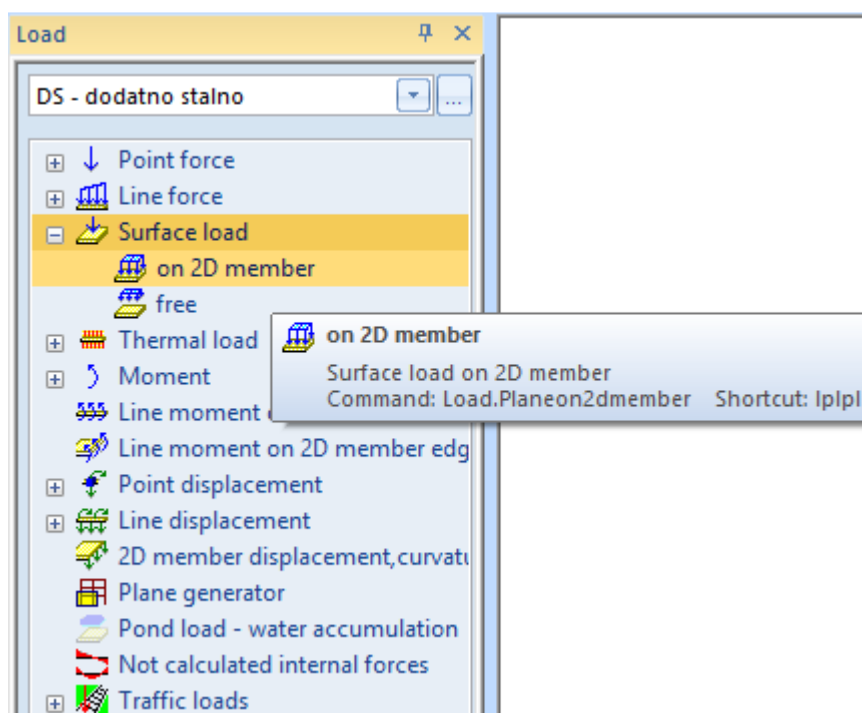 Load
DS - dodatno stalno
...
Point force
Line force
Surface load
on 2D member
free
Thermal load
on 2D member
Surface load on 2D member
Command: Load.Planeon2dmember Shortcut: lplpl
Moment
Line moment
Line moment on 2D member edg
Point displacement
Line displacement
2D member displacement,curvatu
Plane generator
Pond load - water accumulation
Not calculated internal forces
Traffic loads